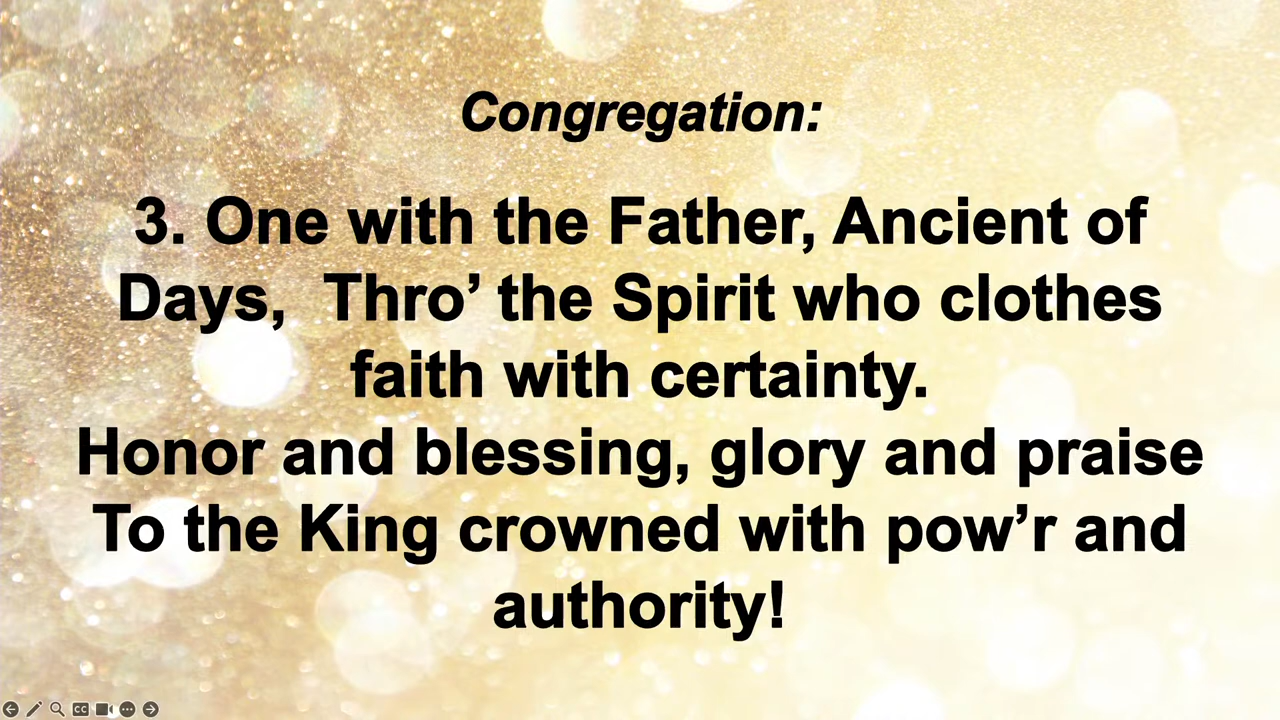 Congregation:
3. One with the Father, Ancient of
Days,  Thro’ the Spirit who clothes
faith with certainty.
Honor and blessing, glory and praise
To the King crowned with pow’r and
authority!
CC